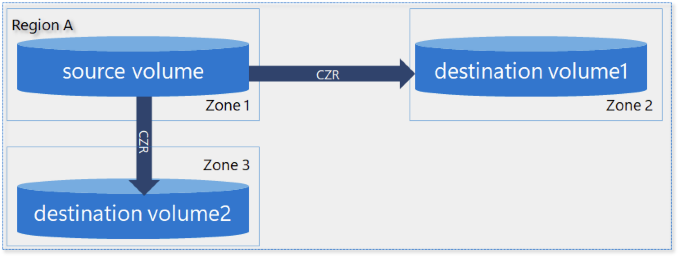 Region A
source volume
Zone 1
CZR
destination volume1
Zone 2
CZR
Zone 3
destination volume2